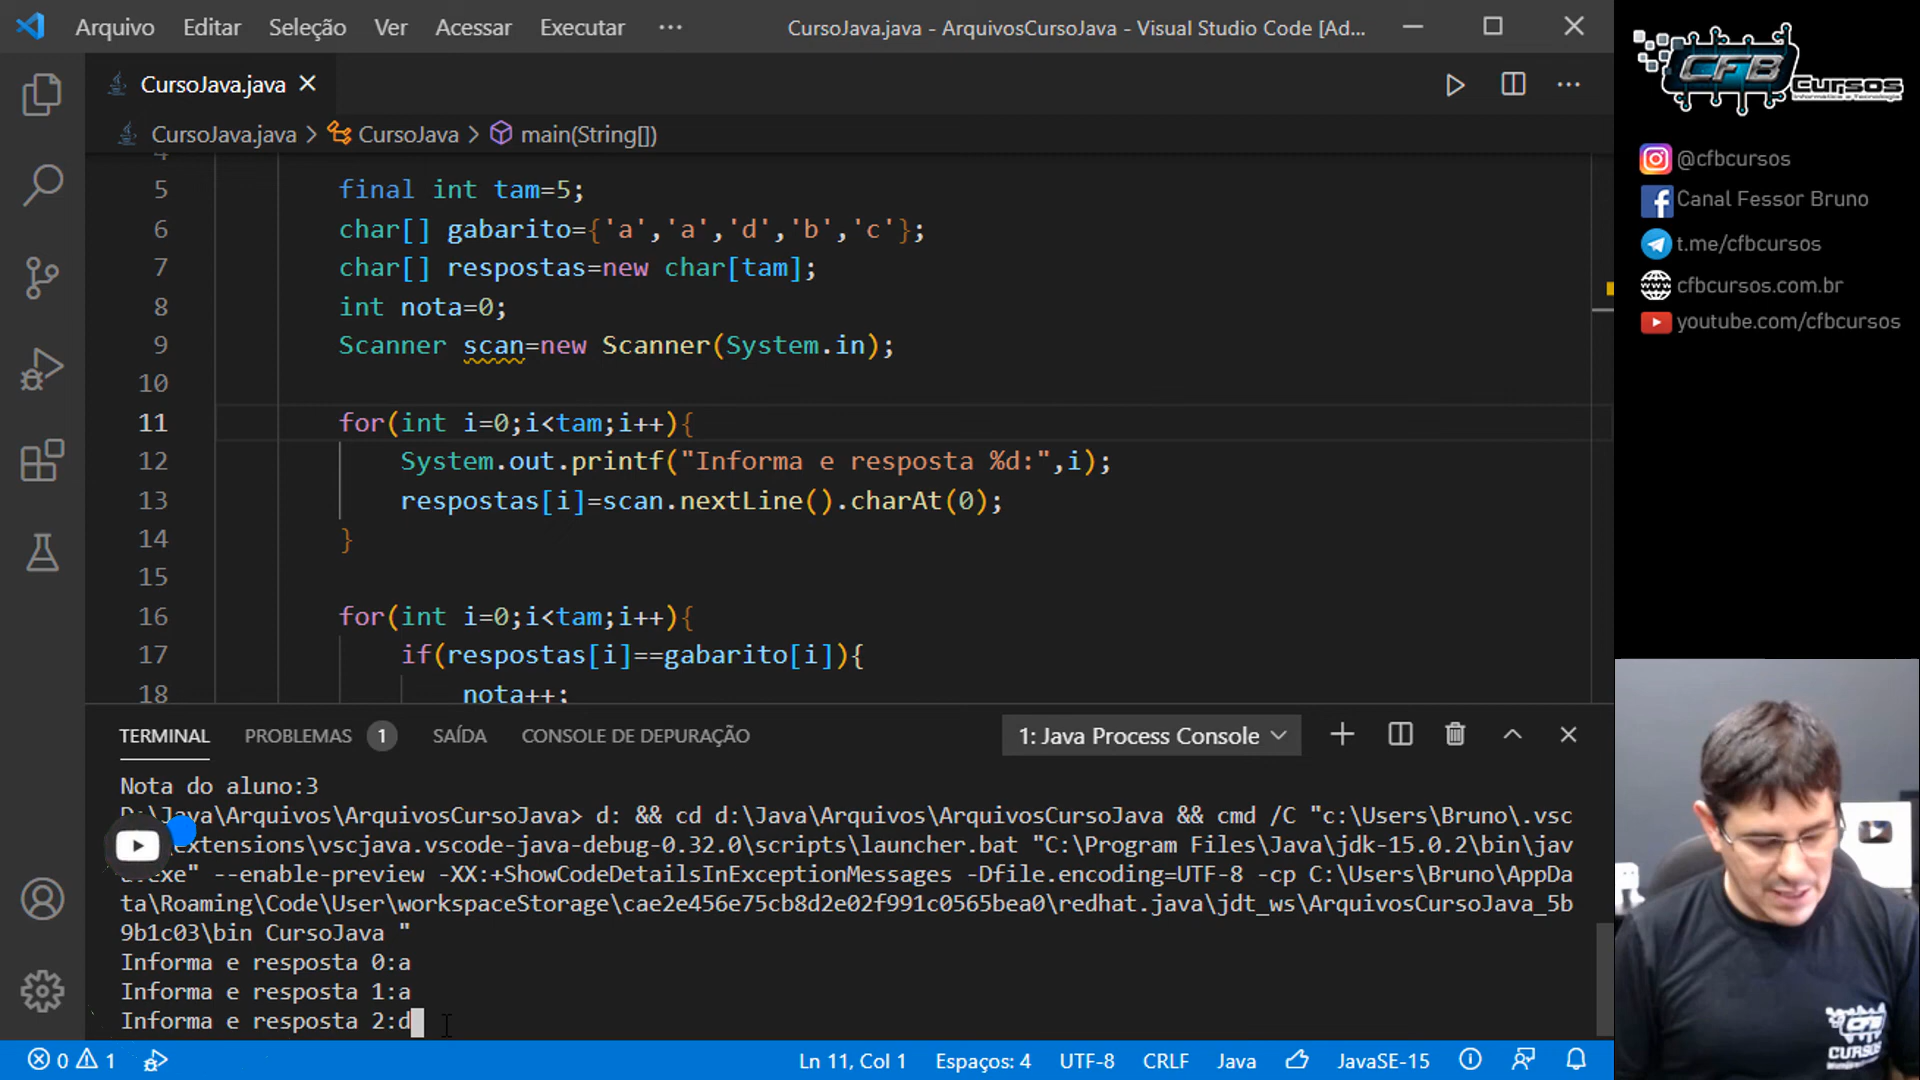 Arquivo Editar Seleção Ver Acessar Executar ··· CursoJava.java - ArquivosCursoJava - Visual Studio Code [Ad...
CursoJava.java
CursoJava.java > CursoJava > main(String[])
4
5 final int tam=5;
6 char[] gabarito={'a','a','d','b','c'};
7 char[] respostas=new char[tam];
8 int nota=0;
9 Scanner scan=new Scanner(System.in);
10
11 for(int i=0;i<tam;i++){
12 System.out.printf("Informa e resposta %d:",i);
13 respostas[i]=scan.nextLine().charAt(0);
14 }
15
16 for(int i=0;i<tam;i++){
17 if(respostas[i]==gabarito[i]){
18 nota++;
TERMINAL PROBLEMAS 1 SAÍDA CONSOLE DE DEPURAÇÃO 1: Java Process Console
Nota do aluno:3
D:\Java\Arquivos\ArquivosCursoJava> d: && cd d:\Java\Arquivos\ArquivosCursoJava && cmd /C "c:\Users\Bruno\.vsc
extensions\vscjava.vscode-java-debug-0.32.0\scripts\launcher.bat "C:\Program Files\Java\jdk-15.0.2\bin\jav
exe" --enable-preview -XX:+ShowCodeDetailsInExceptionMessages -Dfile.encoding=UTF-8 -cp C:\Users\Bruno\AppDa
ta\Roaming\Code\User\workspaceStorage\cae2e456e75cb8d2e02f991c0565bea0\redhat.java\jdt_ws\ArquivosCursoJava_5b
9b1c03\bin CursoJava "
Informa e resposta 0:a
Informa e resposta 1:a
Informa e resposta 2:d
0 1 Ln 11, Col 1 Espaços: 4 UTF-8 CRLF Java JavaSE-15
CFB Cursos
Informática e Tecnologia
@cfbcursos
Canal Fessor Bruno
t.me/cfbcursos
cfbcursos.com.br
youtube.com/cfbcursos
CFB
CURSOS